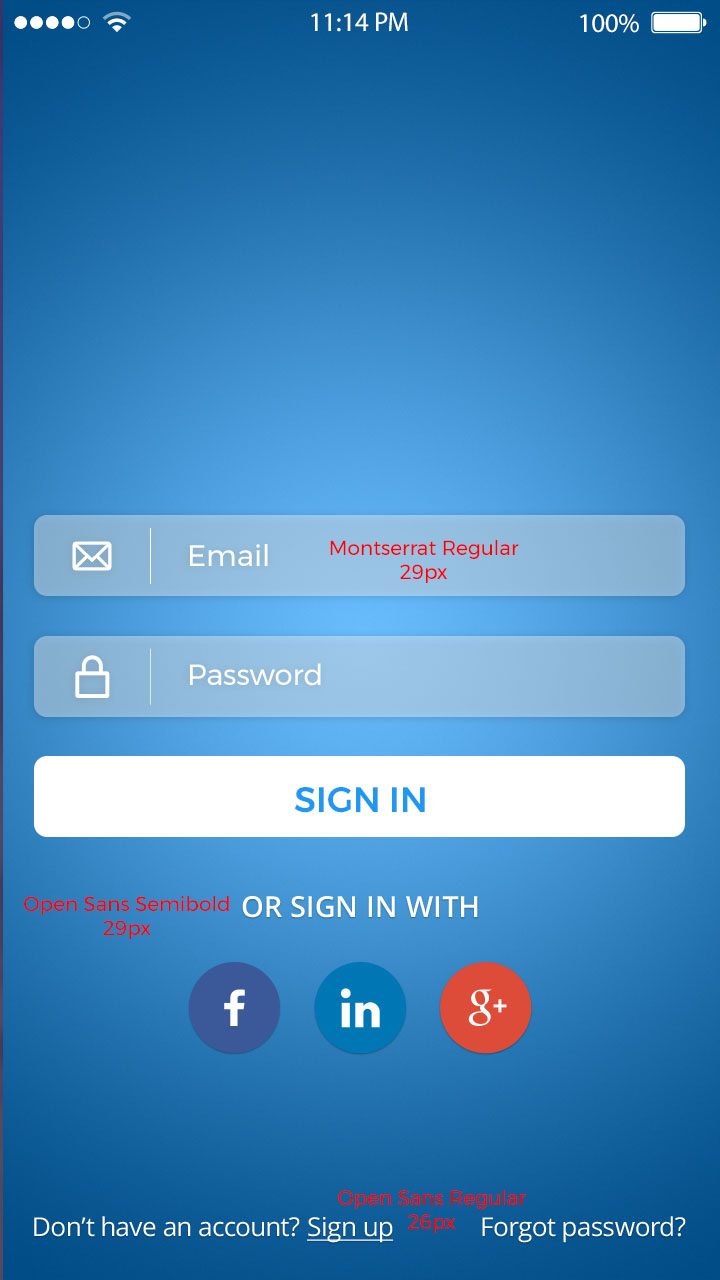 11:14 PM 100%
Email
Montserrat Regular
29px
Password
SIGN IN
Open Sans Semibold
29px
OR SIGN IN WITH
f in g+
Open Sans Regular
26px
Don’t have an account? Sign up Forgot password?